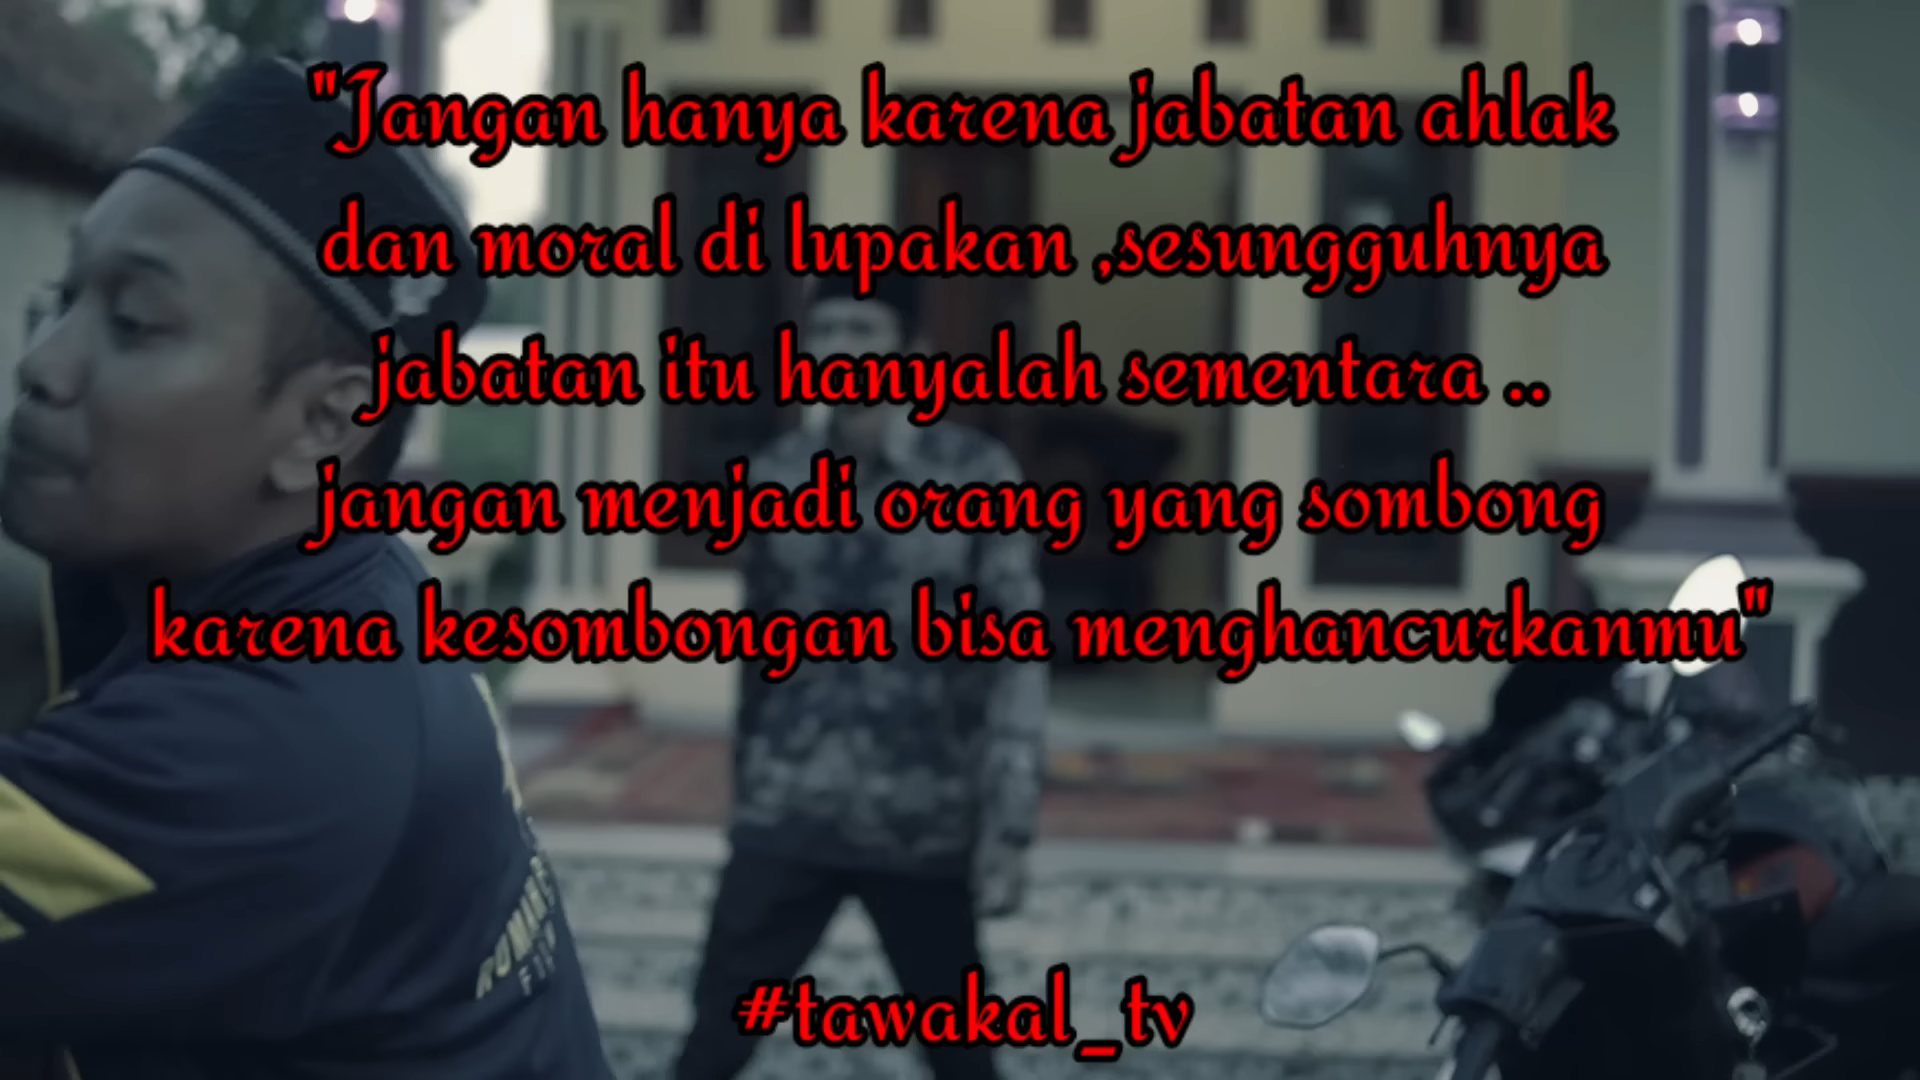 "Jangan hanya karena jabatan ahlak
dan moral di lupakan ,sesungguhnya
jabatan itu hanyalah sementara ..
jangan menjadi orang yang sombong
karena kesombongan bisa menghancurkanmu"
#tawakal_tv